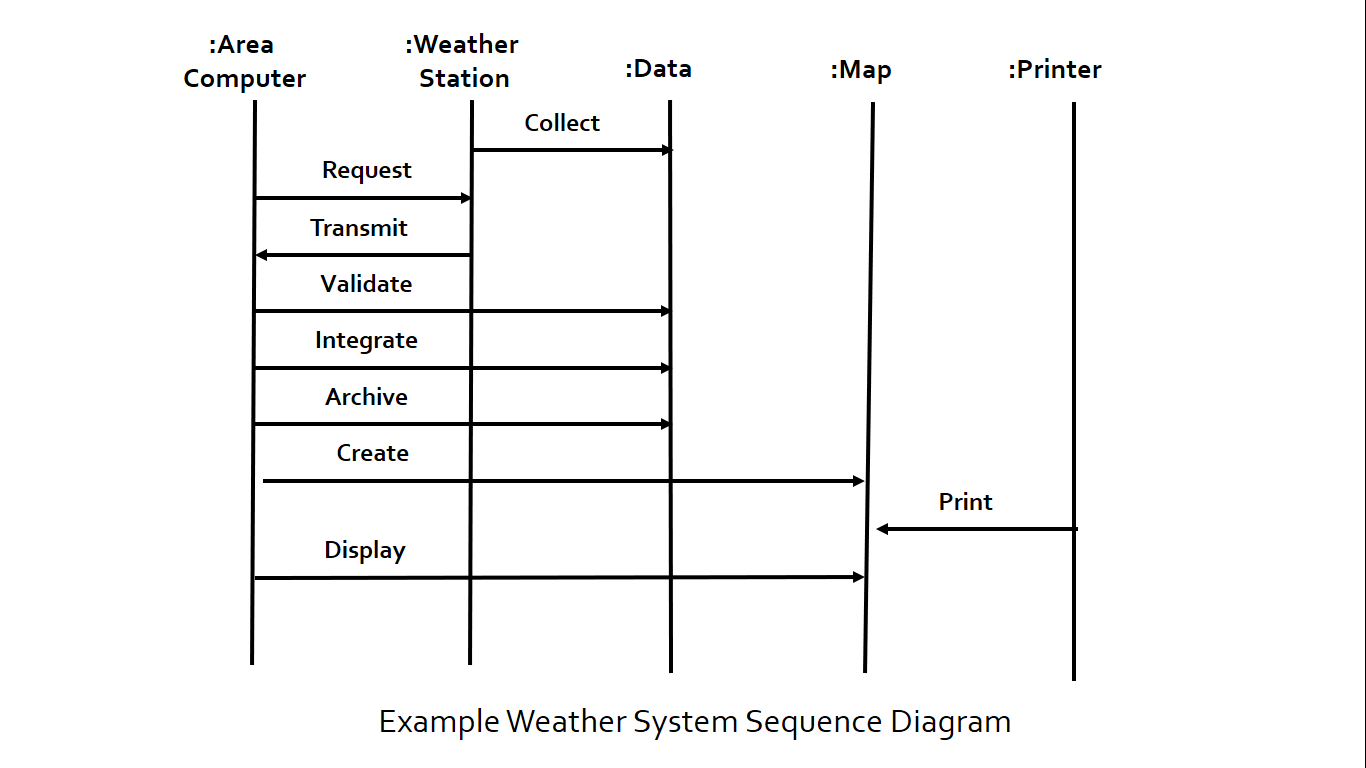 :Area
Computer
:Weather
Station
:Data
:Map
:Printer
Collect
Request
Transmit
Validate
Integrate
Archive
Create
Print
Display
Example Weather System Sequence Diagram